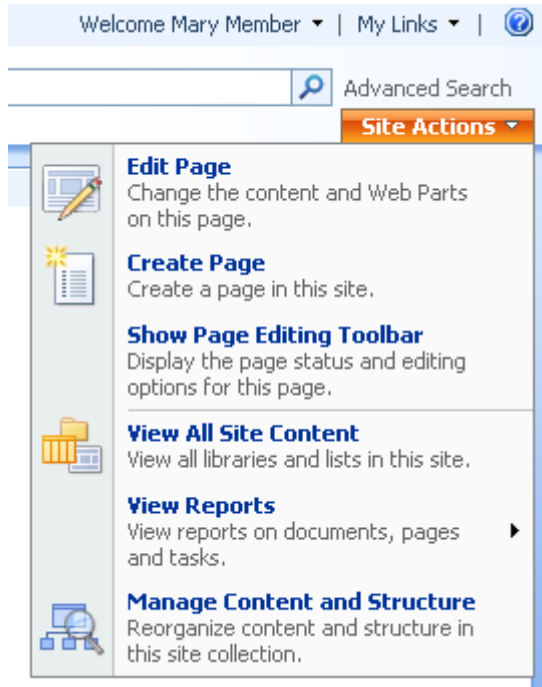 Welcome Mary Member | My Links |
Advanced Search
Site Actions
Edit Page
Change the content and Web Parts
on this page.
Create Page
Create a page in this site.
Show Page Editing Toolbar
Display the page status and editing
options for this page.
View All Site Content
View all libraries and lists in this site.
View Reports
View reports on documents, pages
and tasks.
Manage Content and Structure
Reorganize content and structure in
this site collection.